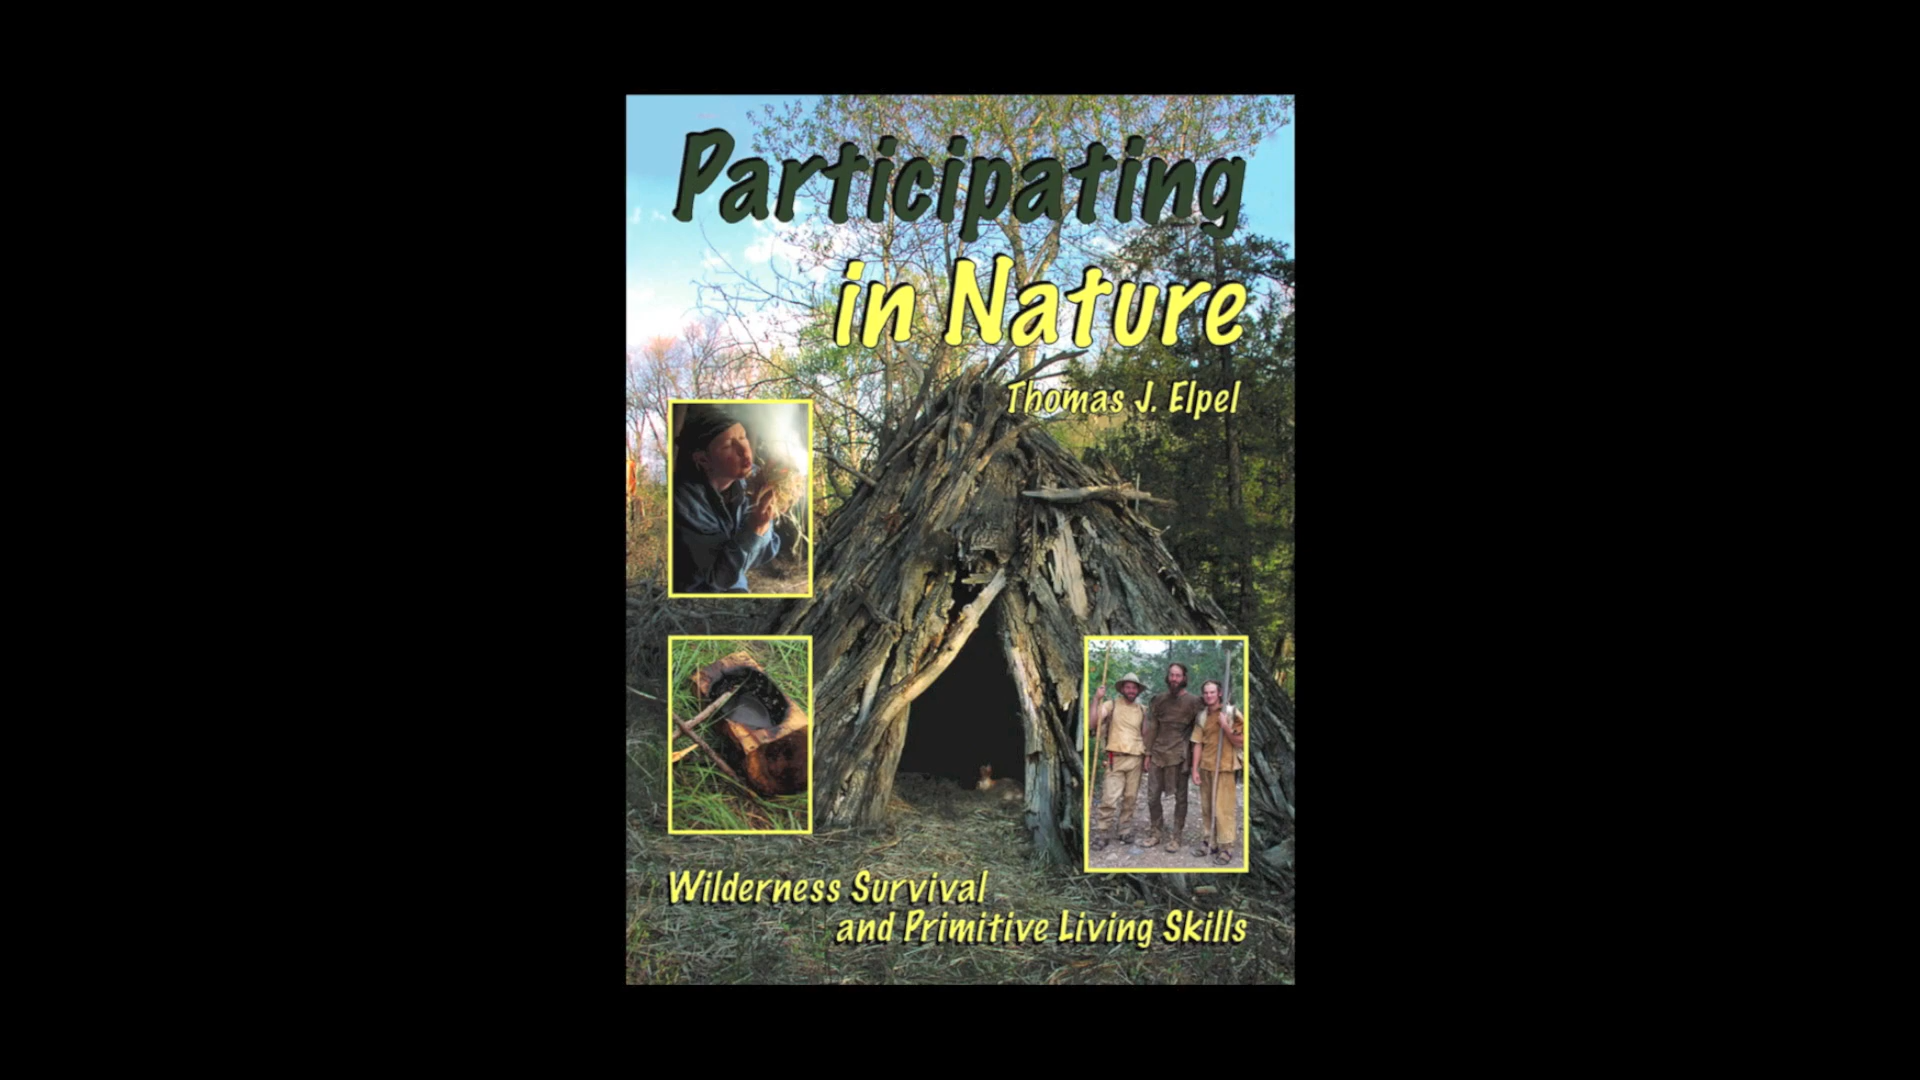 Participating
in Nature
Thomas J. Elpel
Wilderness Survival
and Primitive Living Skills